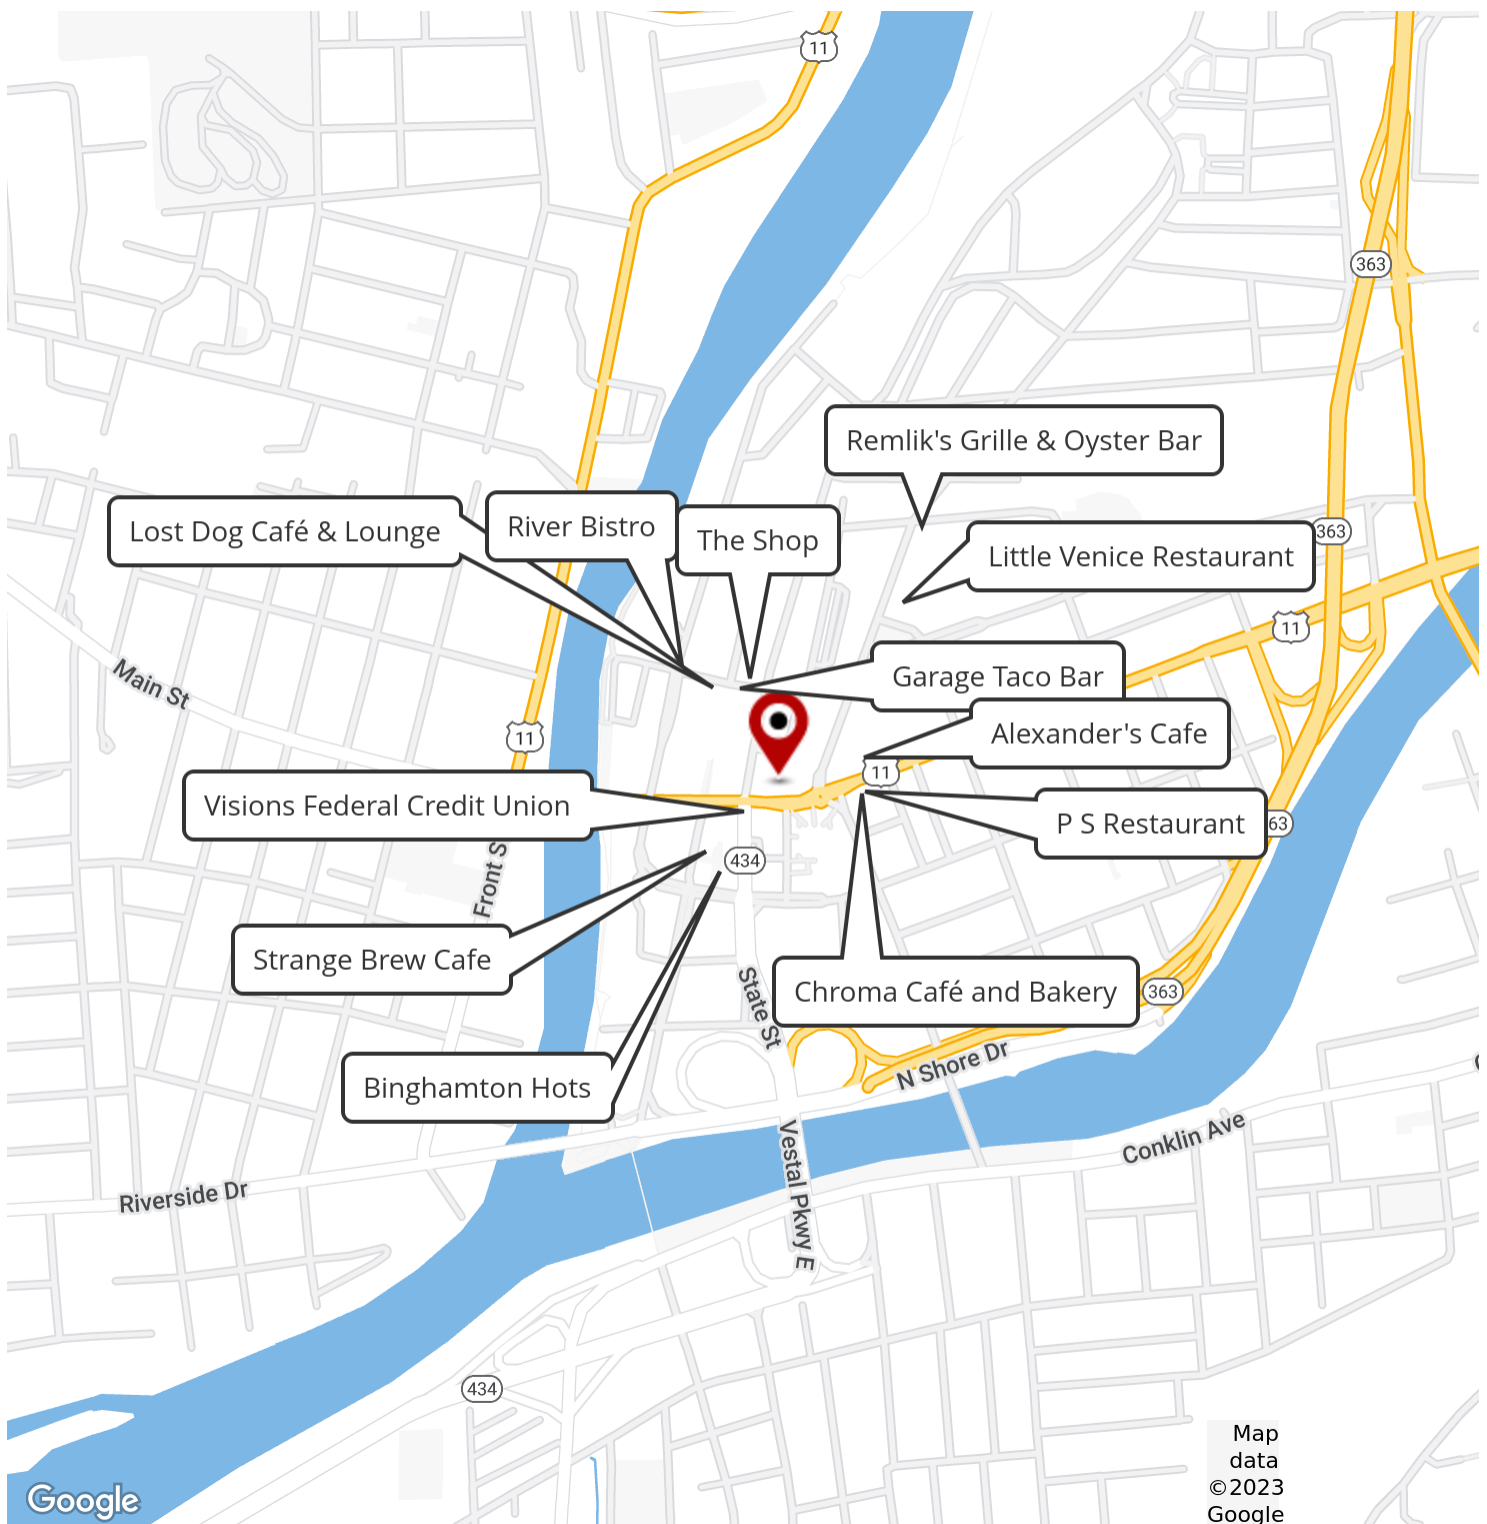 11
363
Remlik's Grille & Oyster Bar
Lost Dog Café & Lounge
River Bistro
The Shop
363
Little Venice Restaurant
11
Main St
Garage Taco Bar
11
Alexander's Cafe
11
Visions Federal Credit Union
P S Restaurant
63
434
Front S
Strange Brew Cafe
State St
Chroma Café and Bakery
363
N Shore Dr
Binghamton Hots
Conklin Ave
Vestal Pkwy E
Riverside Dr
434
Map
data
©2023
Google
Google